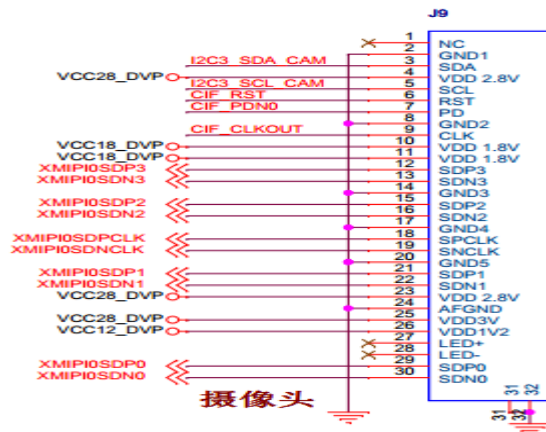 J9
1 NC
2 GND1
I2C3_SDA_CAM 3 SDA
VCC28_DVP 4 VDD 2.8V
I2C3_SCL_CAM 5 SCL
CIF_RST 6 RST
CIF_PDN0 7 PD
8 GND2
CIF_CLKOUT 9 CLK
VCC18_DVP 10 VDD 1.8V
VCC18_DVP 11 VDD 1.8V
XMIPI0SDP3 12 SDP3
XMIPI0SDN3 13 SDN3
14 GND3
XMIPI0SDP2 15 SDP2
XMIPI0SDN2 16 SDN2
17 GND4
XMIPI0SDPCLK 18 SPCLK
XMIPI0SDNCLK 19 SNCLK
20 GND5
XMIPI0SDP1 21 SDP1
XMIPI0SDN1 22 SDN1
VCC28_DVP 23 VDD 2.8V
24 AFGND
VCC28_DVP 25 VDD3V
VCC12_DVP 26 VDD1V2
27 LED+
28 LED-
XMIPI0SDP0 29 SDP0
XMIPI0SDN0 30 SDN0
摄像头
31 32
31 32